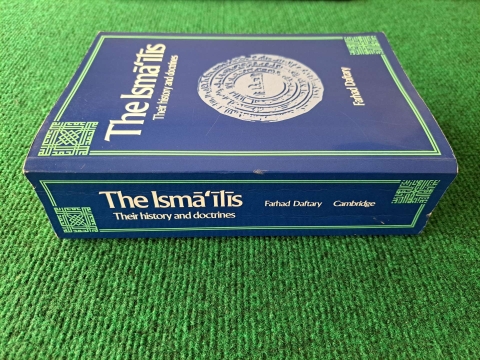 The Ismāʿīlīs
Their history and doctrines
Farhad Daftary
The Ismāʿīlīs
Their history and doctrines
Farhad Daftary Cambridge